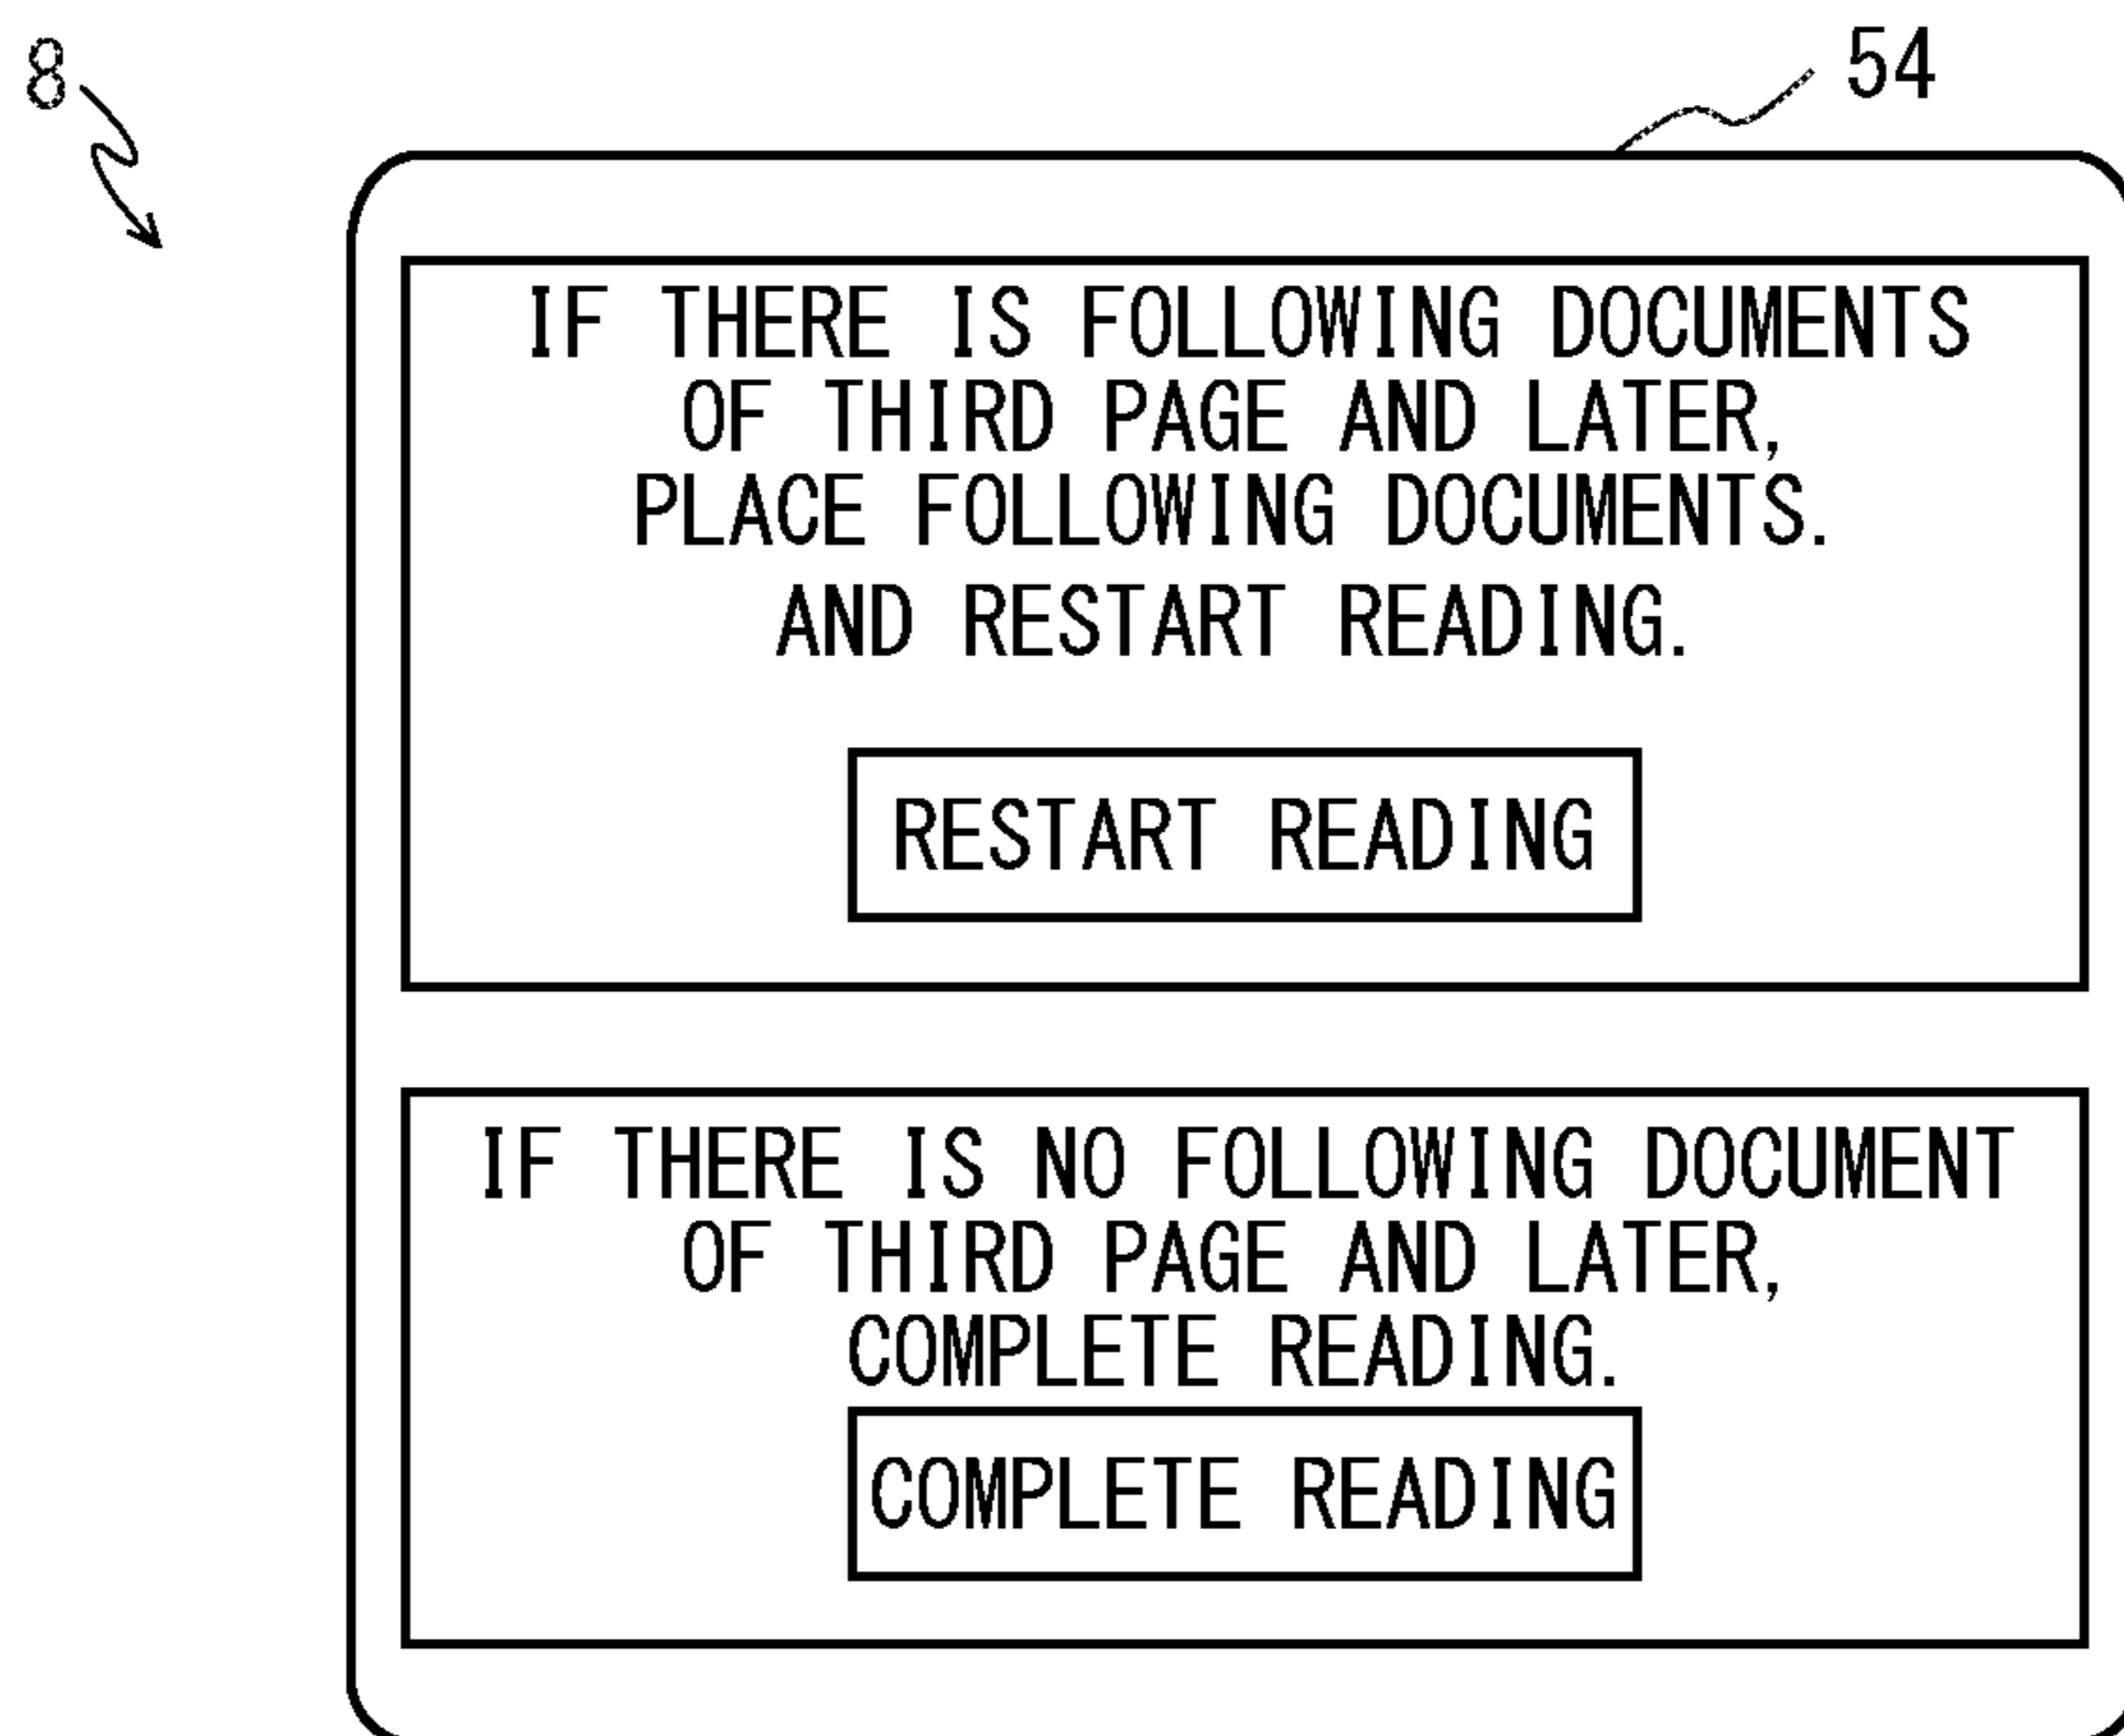 8
54
IF THERE IS FOLLOWING DOCUMENTS
OF THIRD PAGE AND LATER,
PLACE FOLLOWING DOCUMENTS.
AND RESTART READING.
RESTART READING
IF THERE IS NO FOLLOWING DOCUMENT
OF THIRD PAGE AND LATER,
COMPLETE READING.
COMPLETE READING